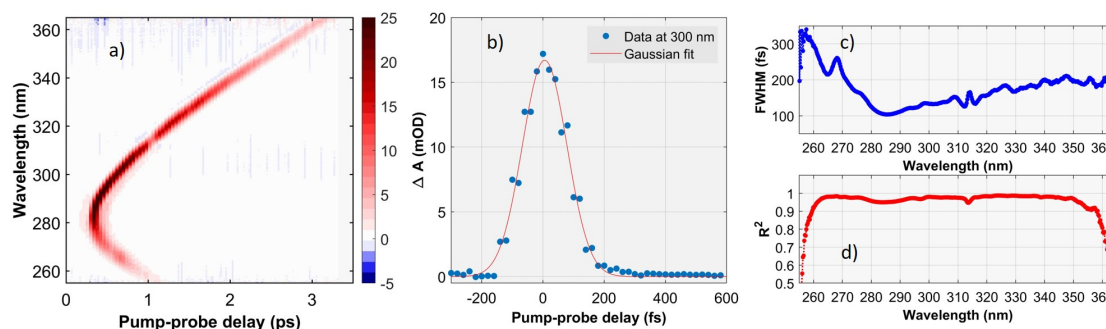 a)
Wavelength (nm)
360
340
320
300
280
260
0
1
2
3
Pump-probe delay (ps)
25
20
15
10
5
0
-5
b)
Data at 300 nm
Gaussian fit
Δ A (mOD)
20
15
10
5
0
-200
0
200
400
600
Pump-probe delay (fs)
c)
FWHM (fs)
300
200
100
260 270 280 290 300 310 320 330 340 350 360
Wavelength (nm)
d)
R2
1
0.9
0.8
0.7
0.6
0.5
260 270 280 290 300 310 320 330 340 350 360
Wavelength (nm)